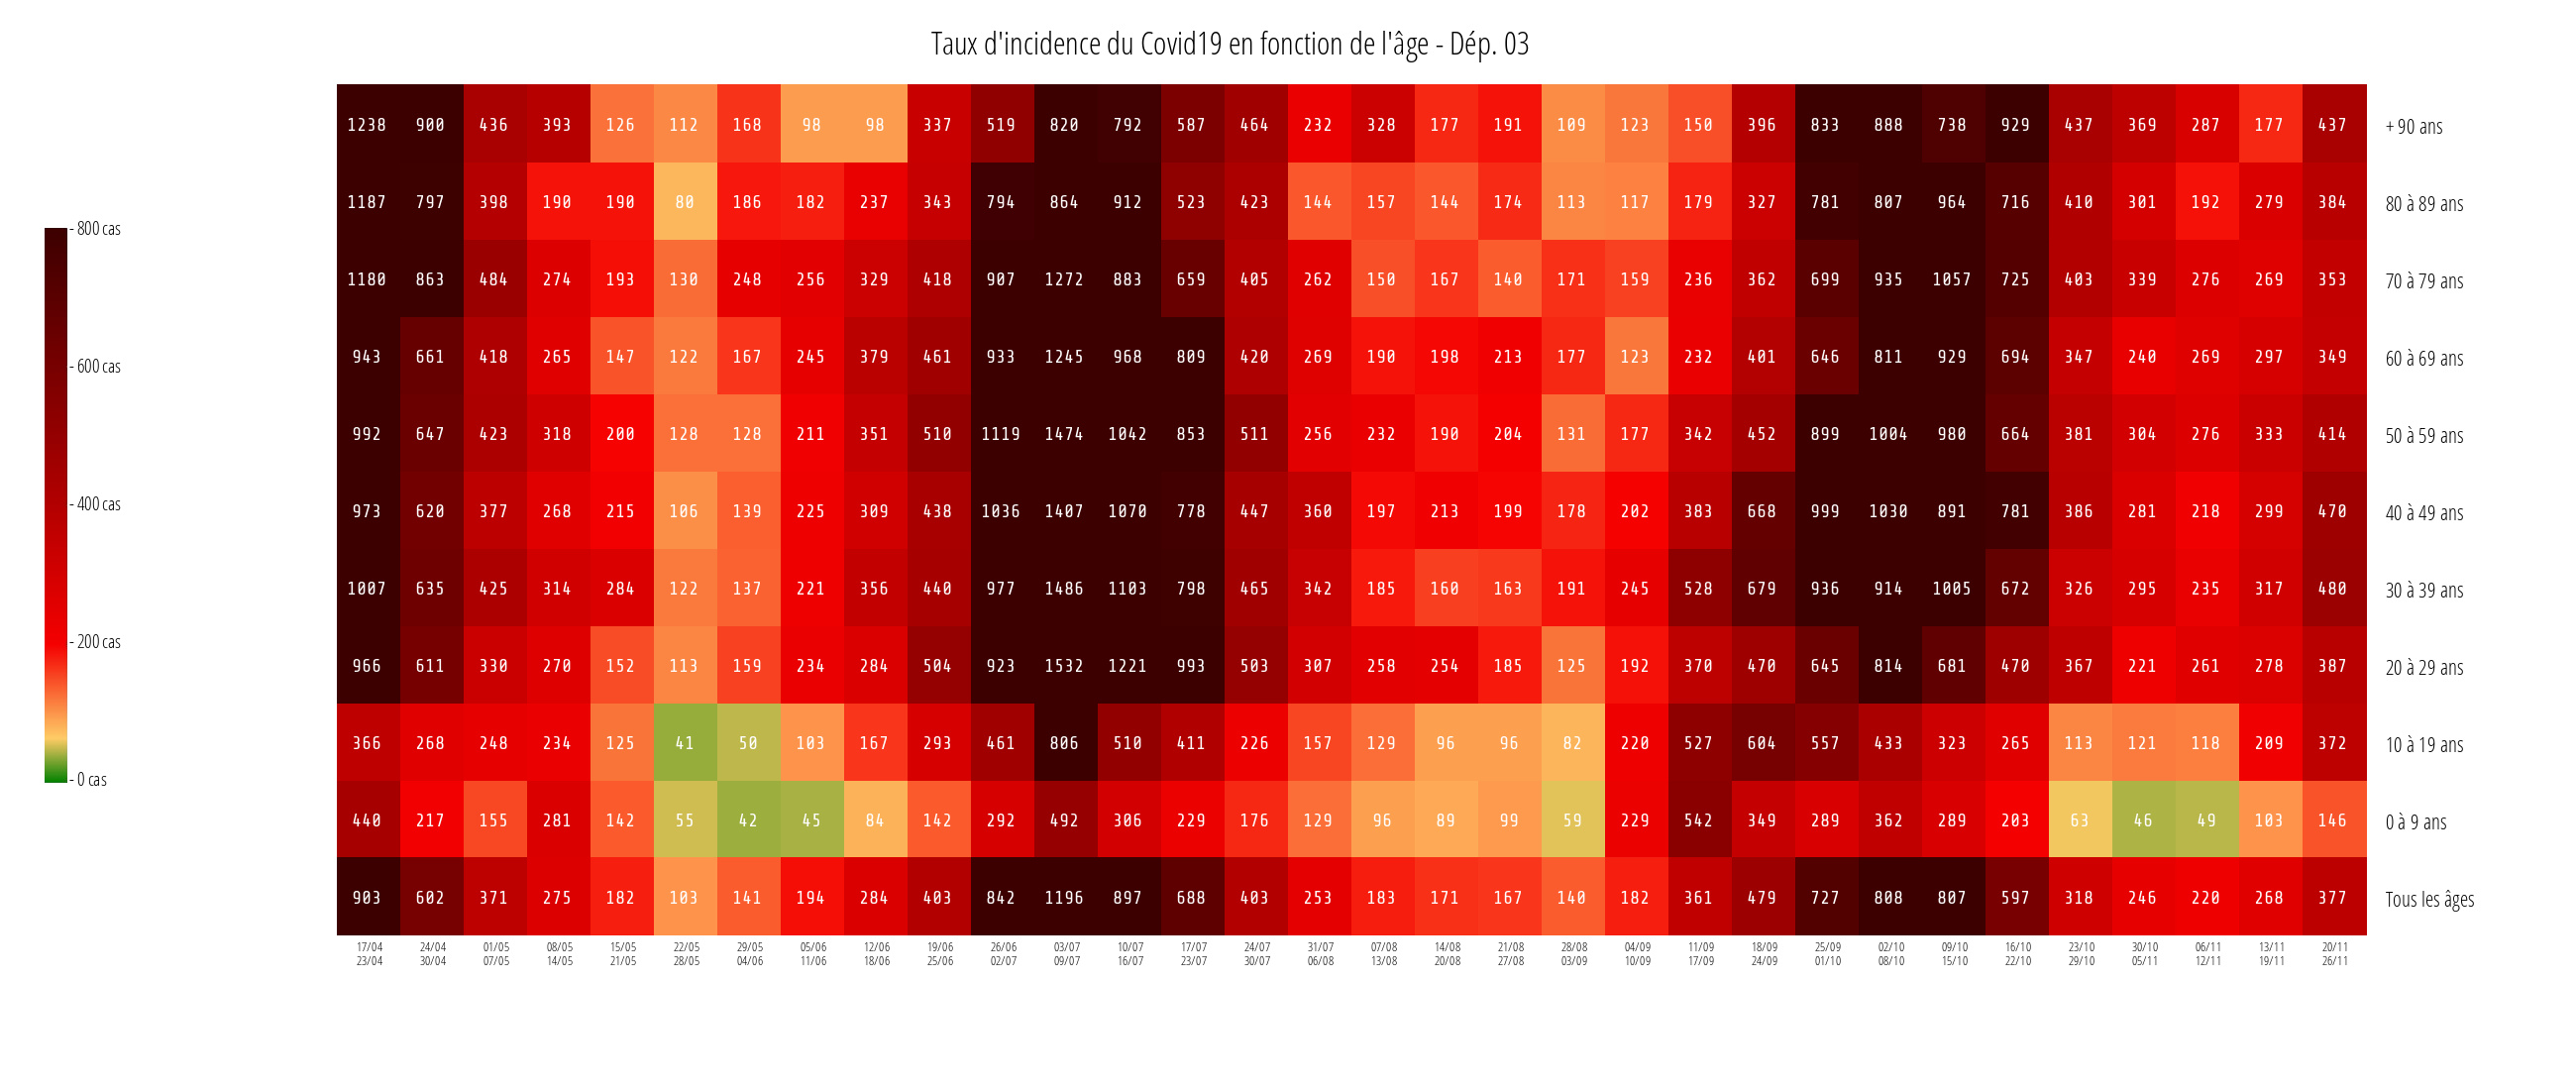 Taux d'incidence du Covid19 en fonction de l'âge - Dép. 03
- 800 cas
- 600 cas
- 400 cas
- 200 cas
- 0 cas
1238 900 436 393 126 112 168 98 98 337 519 820 792 587 464 232 328 177 191 109 123 150 396 833 888 738 929 437 369 287 177 437 + 90 ans
1187 797 398 190 190 80 186 182 237 343 794 864 912 523 423 144 157 144 174 113 117 179 327 781 807 964 716 410 301 192 279 384 80 à 89 ans
1180 863 484 274 193 130 248 256 329 418 907 1272 883 659 405 262 150 167 140 171 159 236 362 699 935 1057 725 403 339 276 269 353 70 à 79 ans
943 661 418 265 147 122 167 245 379 461 933 1245 968 809 420 269 190 198 213 177 123 232 401 646 811 929 694 347 240 269 297 349 60 à 69 ans
992 647 423 318 200 128 128 211 351 510 1119 1474 1042 853 511 256 232 190 204 131 177 342 452 899 1004 980 664 381 304 276 333 414 50 à 59 ans
973 620 377 268 215 106 139 225 309 438 1036 1407 1070 778 447 360 197 213 199 178 202 383 668 999 1030 891 781 386 281 218 299 470 40 à 49 ans
1007 635 425 314 284 122 137 221 356 440 977 1486 1103 798 465 342 185 160 163 191 245 528 679 936 914 1005 672 326 295 235 317 480 30 à 39 ans
966 611 330 270 152 113 159 234 284 504 923 1532 1221 993 503 307 258 254 185 125 192 370 470 645 814 681 470 367 221 261 278 387 20 à 29 ans
366 268 248 234 125 41 50 103 167 293 461 806 510 411 226 157 129 96 96 82 220 527 604 557 433 323 265 113 121 118 209 372 10 à 19 ans
440 217 155 281 142 55 42 45 84 142 292 492 306 229 176 129 96 89 99 59 229 542 349 289 362 289 203 63 46 49 103 146 0 à 9 ans
903 602 371 275 182 103 141 194 284 403 842 1196 897 688 403 253 183 171 167 140 182 361 479 727 808 807 597 318 246 220 268 377 Tous les âges
17/04 24/04 01/05 08/05 15/05 22/05 29/05 05/06 12/06 19/06 26/06 03/07 10/07 17/07 24/07 31/07 07/08 14/08 21/08 28/08 04/09 11/09 18/09 25/09 02/10 09/10 16/10 23/10 30/10 06/11 13/11 20/11
23/04 30/04 07/05 14/05 21/05 28/05 04/06 11/06 18/06 25/06 02/07 09/07 16/07 23/07 30/07 06/08 13/08 20/08 27/08 03/09 10/09 17/09 24/09 01/10 08/10 15/10 22/10 29/10 05/11 12/11 19/11 26/11